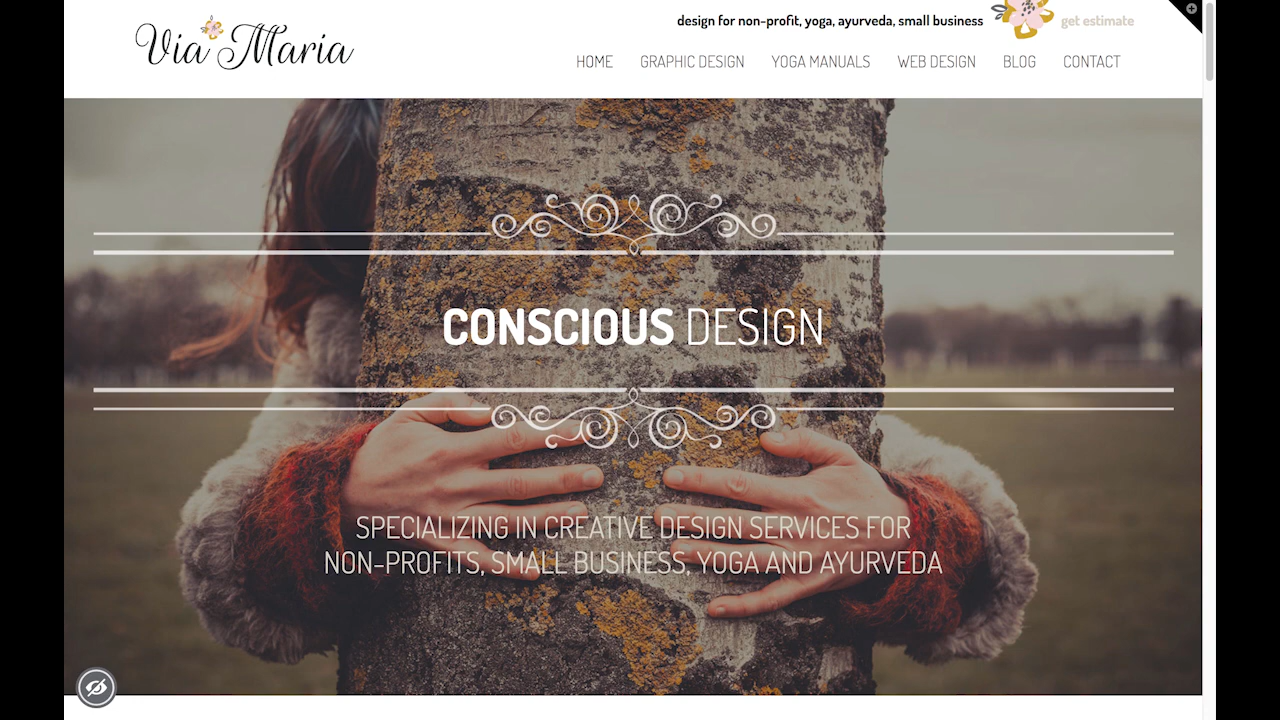 design for non-profit, yoga, ayurveda, small business
get estimate
Via Maria
HOME GRAPHIC DESIGN YOGA MANUALS WEB DESIGN BLOG CONTACT
CONSCIOUS DESIGN
SPECIALIZING IN CREATIVE DESIGN SERVICES FOR
NON-PROFITS, SMALL BUSINESS, YOGA AND AYURVEDA